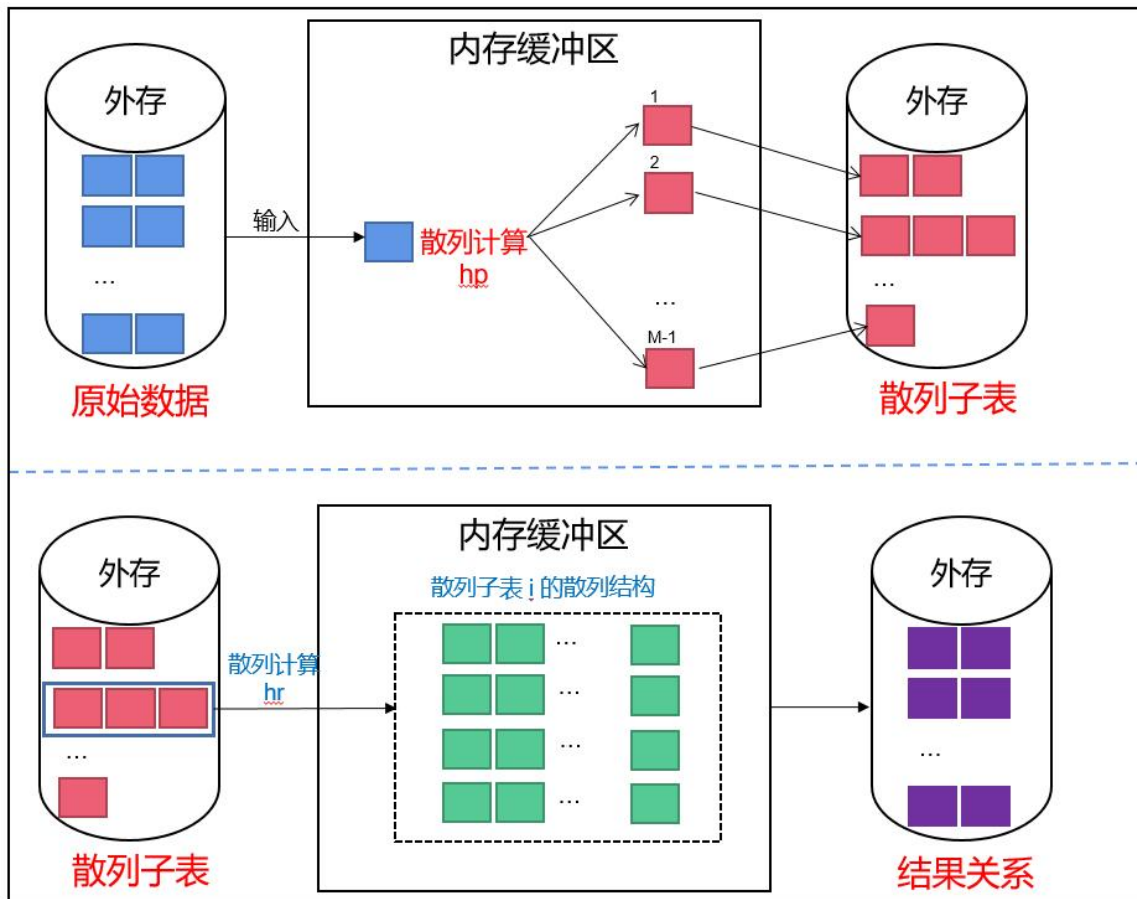 内存缓冲区
外存
外存
1
2
输入
散列计算
hp
...
...
...
M-1
原始数据
散列子表
内存缓冲区
外存
外存
散列子表 i 的散列结构
散列计算
hr
...
...
...
...
...
...
散列子表
结果关系